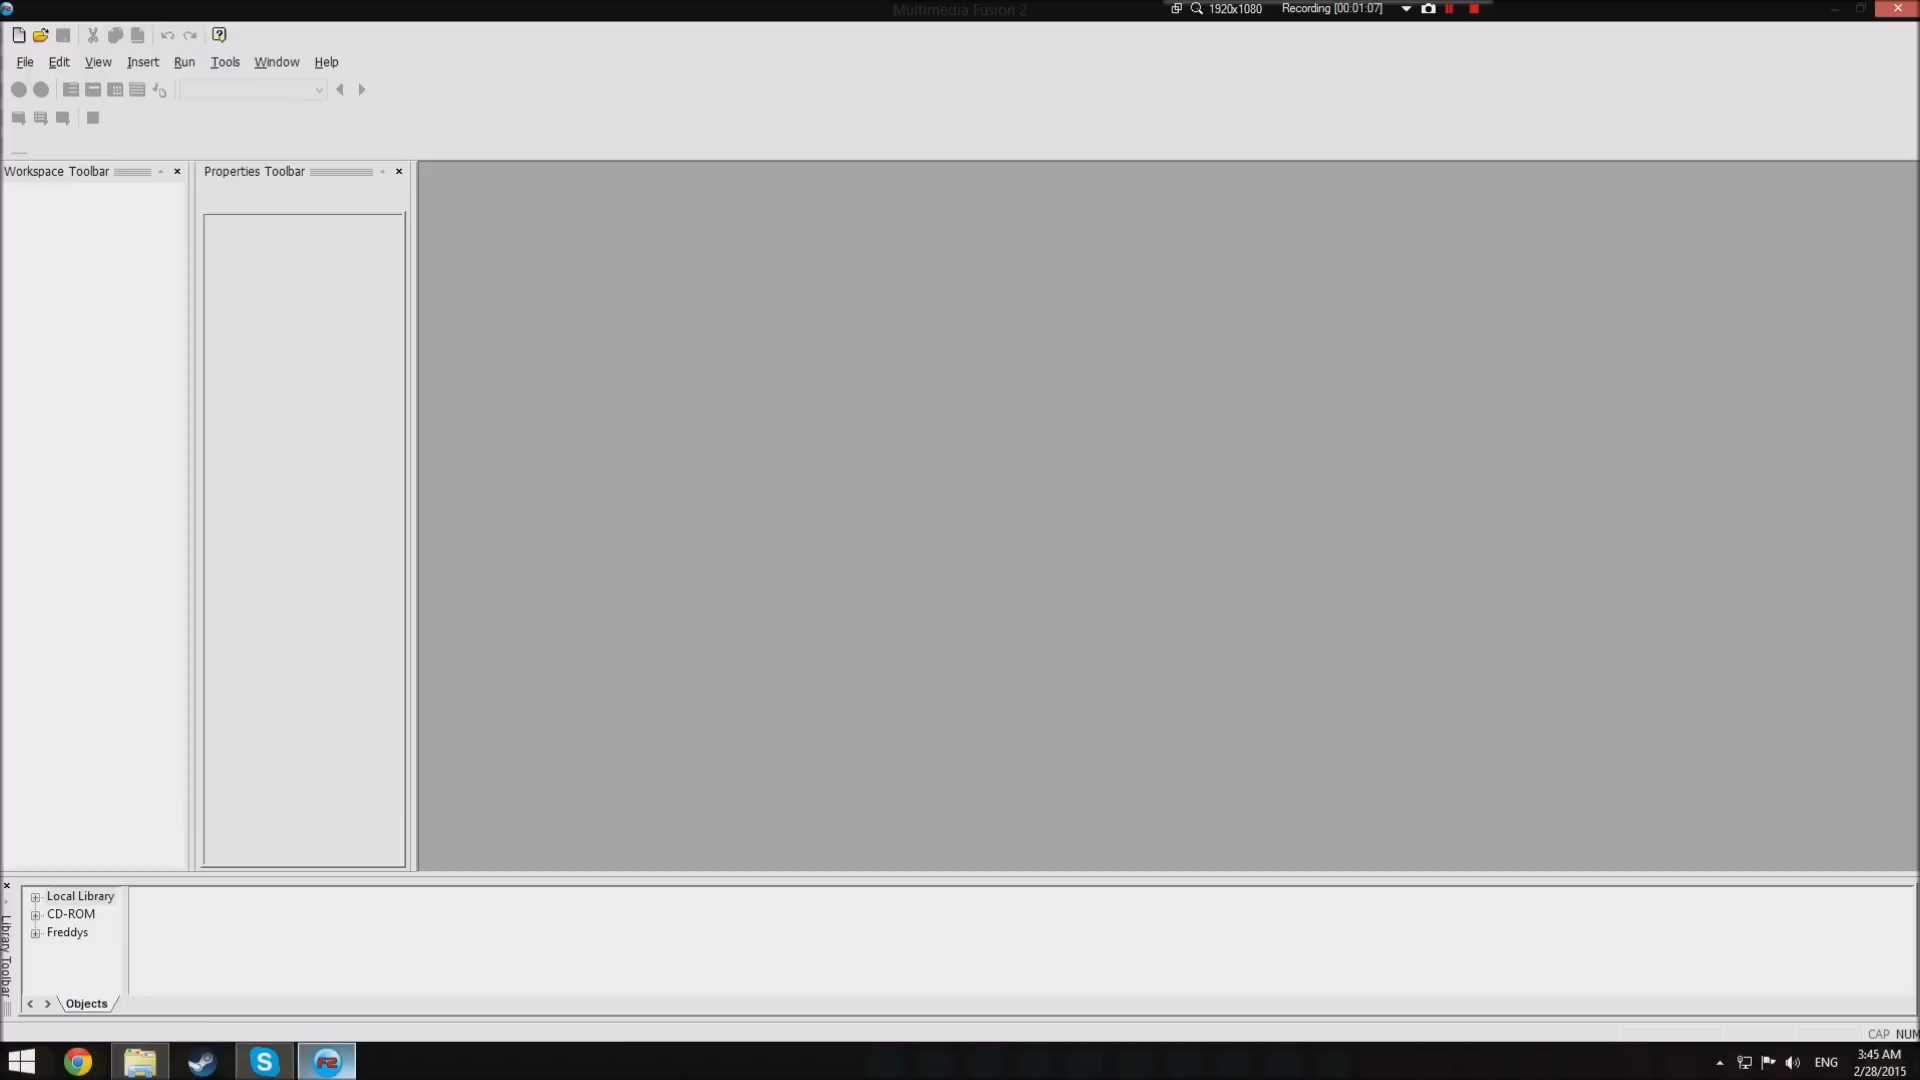 Multimedia Fusion 2
1920x1080 Recording [00:01:07]
File Edit View Insert Run Tools Window Help
Workspace Toolbar
Properties Toolbar
Local Library
CD-ROM
Freddys
Library Toolbar
Objects
CAP NUM
F2
ENG
3:45 AM
2/28/2015